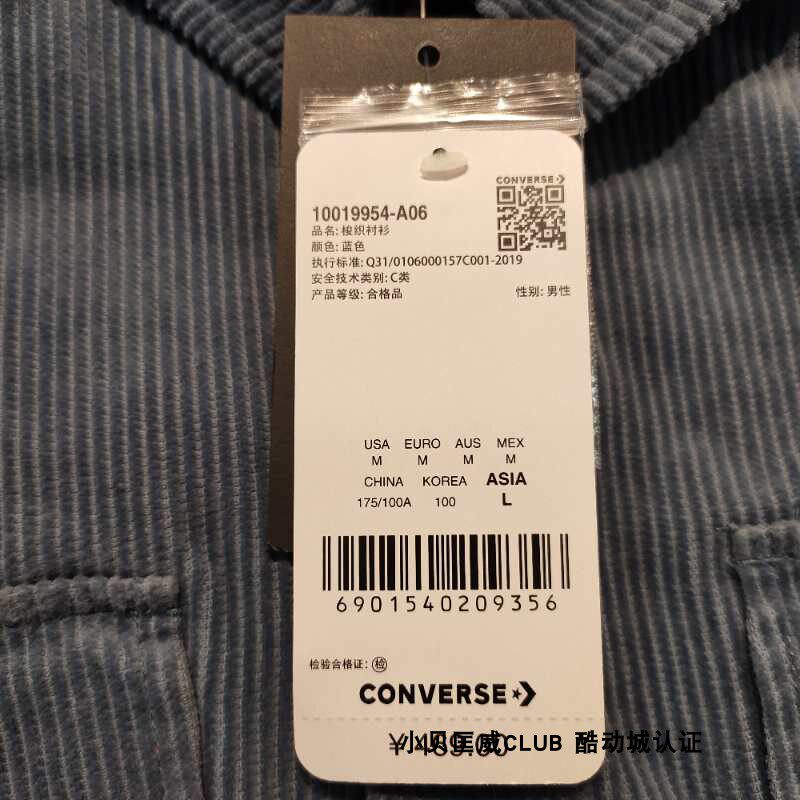 CONVERSE
10019954-A06
品名: 梭织衬衫
颜色: 蓝色
执行标准: Q31/0106000157C001-2019
安全技术类别: C类
产品等级: 合格品
性别: 男性
USA EURO AUS MEX
M M M M
CHINA KOREA ASIA
175/100A 100 L
6901540209356
检验合格证: 检
CONVERSE
小贝匡威CLUB 酷动城认证